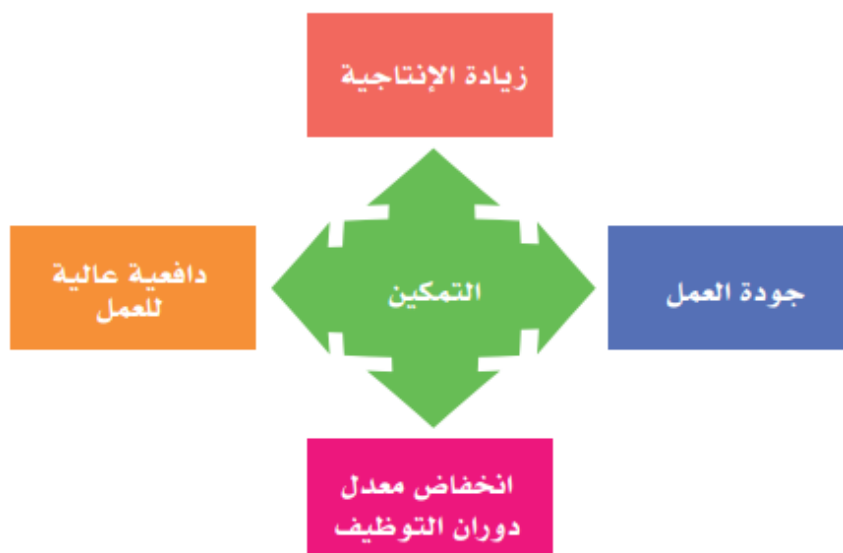 زيادة الإنتاجية
جودة العمل
التمكين
دافعية عالية
للعمل
انخفاض معدل
دوران التوظيف